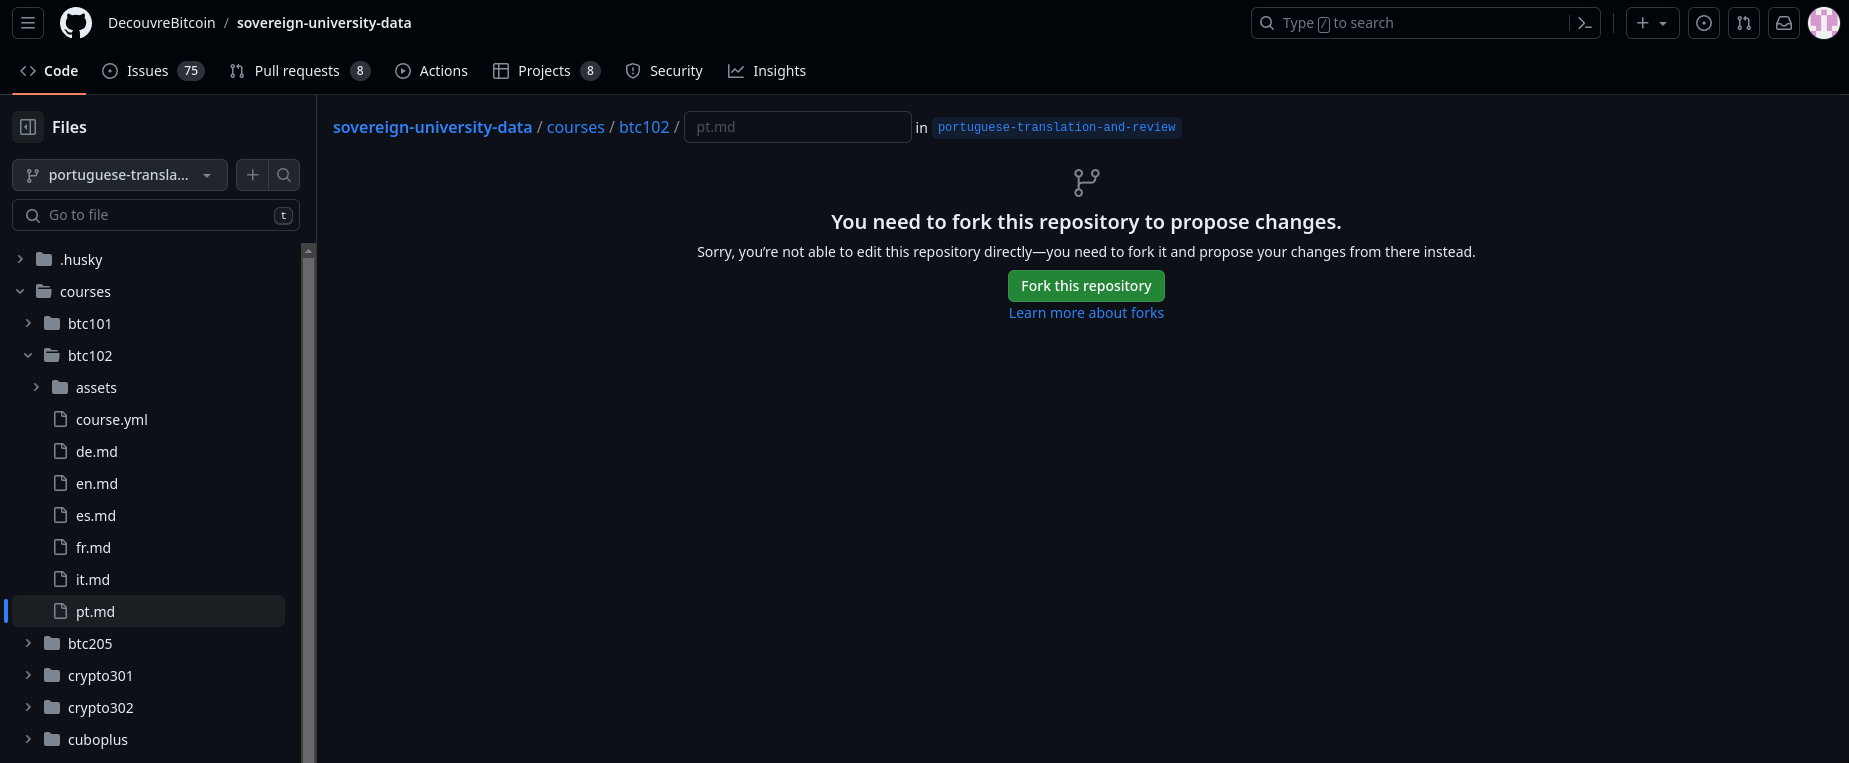 DecouvreBitcoin / sovereign-university-data
Type / to search
Code Issues 75 Pull requests 8 Actions Projects 8 Security Insights
Files
portuguese-transla...
Go to file t
.husky
courses
btc101
btc102
assets
course.yml
de.md
en.md
es.md
fr.md
it.md
pt.md
btc205
crypto301
crypto302
cuboplus
sovereign-university-data / courses / btc102 / pt.md in portuguese-translation-and-review
You need to fork this repository to propose changes.
Sorry, you’re not able to edit this repository directly—you need to fork it and propose your changes from there instead.
Fork this repository
Learn more about forks